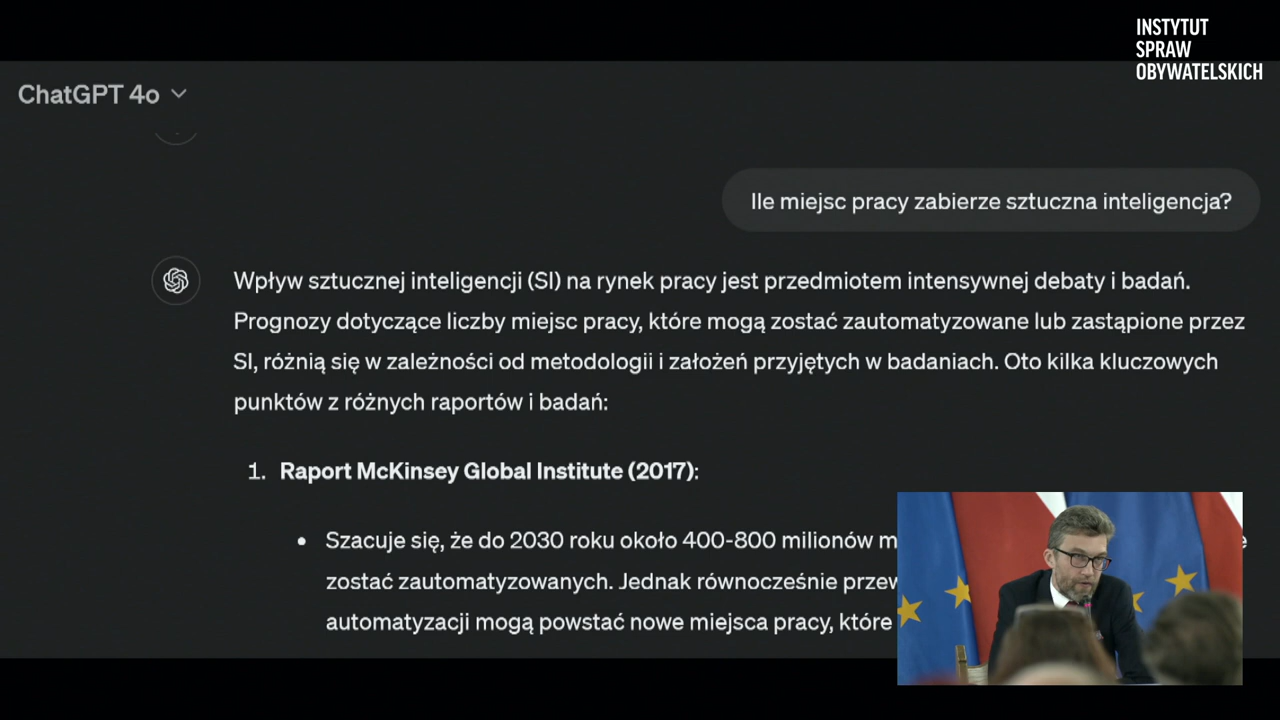 INSTYTUT
SPRAW
OBYWATELSKICH
ChatGPT 4o
Ile miejsc pracy zabierze sztuczna inteligencja?
Wpływ sztucznej inteligencji (SI) na rynek pracy jest przedmiotem intensywnej debaty i badań.
Prognozy dotyczące liczby miejsc pracy, które mogą zostać zautomatyzowane lub zastąpione przez
SI, różnią się w zależności od metodologii i założeń przyjętych w badaniach. Oto kilka kluczowych
punktów z różnych raportów i badań:
1. Raport McKinsey Global Institute (2017):
• Szacuje się, że do 2030 roku około 400-800 milionów
zostać zautomatyzowanych. Jednak równocześnie
automatyzacji mogą powstać nowe miejsca pracy, które